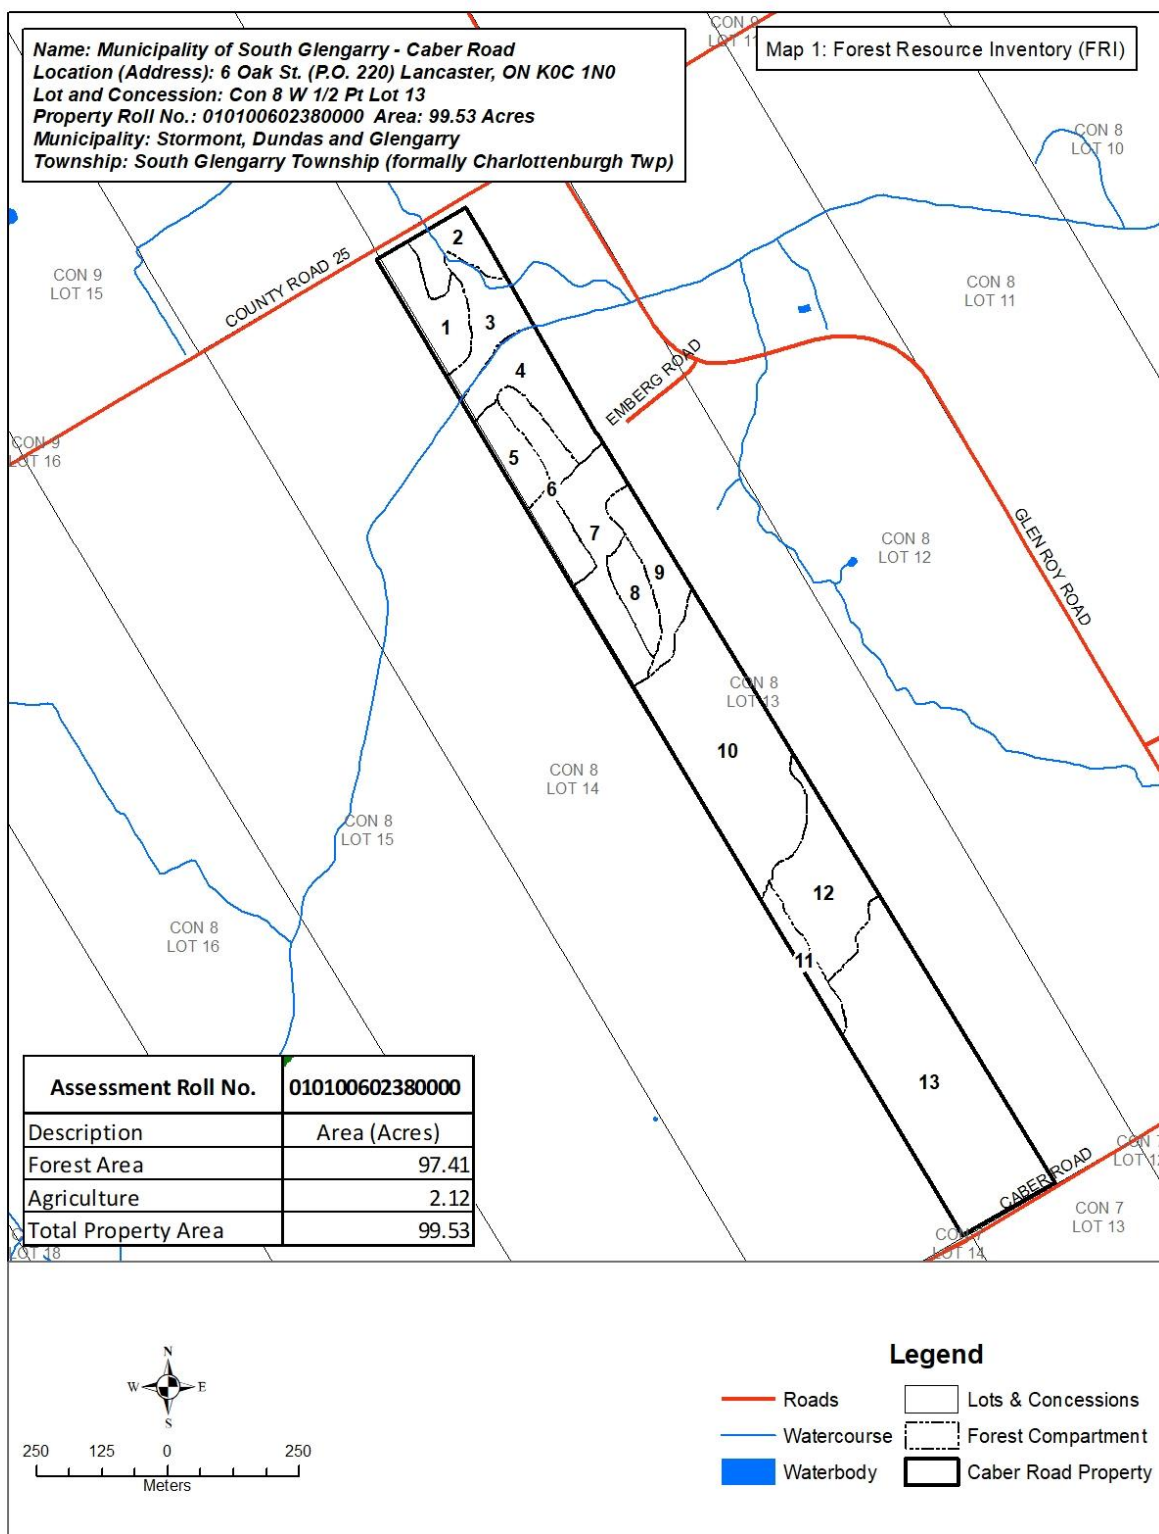 Name: Municipality of South Glengarry - Caber Road
Location (Address): 6 Oak St. (P.O. 220) Lancaster, ON K0C 1N0
Lot and Concession: Con 8 W 1/2 Pt Lot 13
Property Roll No.: 010100602380000 Area: 99.53 Acres
Municipality: Stormont, Dundas and Glengarry
Township: South Glengarry Township (formally Charlottenburgh Twp)
Map 1: Forest Resource Inventory (FRI)
CON 9
LOT 11
CON 8
LOT 10
CON 9
LOT 15
COUNTY ROAD 25
CON 8
LOT 11
2
1
3
4
EMBERG ROAD
CON 9
LOT 16
5
6
7
8
9
CON 8
LOT 12
GLEN ROY ROAD
CON 8
LOT 13
10
CON 8
LOT 14
CON 8
LOT 15
CON 8
LOT 16
12
11
13
CABER ROAD
CON 7
LOT 12
CON 7
LOT 13
LOT 14
LOT 18
Assessment Roll No. 010100602380000
Description Area (Acres)
Forest Area 97.41
Agriculture 2.12
Total Property Area 99.53
N
W E
S
250 125 0 250
Meters
Legend
Roads
Watercourse
Waterbody
Lots & Concessions
Forest Compartment
Caber Road Property